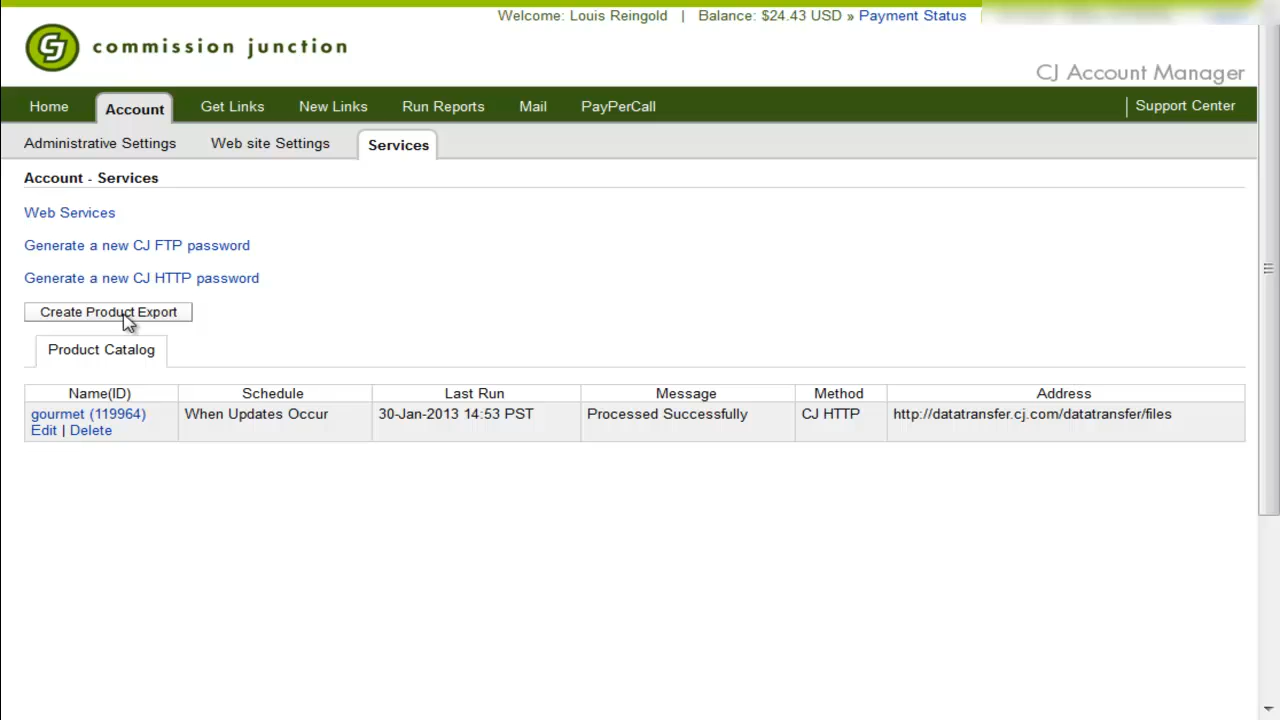 Welcome: Louis Reingold | Balance: $24.43 USD » Payment Status
CJ commission junction
CJ Account Manager
Home Account Get Links New Links Run Reports Mail PayPerCall | Support Center
Administrative Settings Web site Settings Services
Account - Services
Web Services
Generate a new CJ FTP password
Generate a new CJ HTTP password
Create Product Export
Product Catalog
Name(ID) Schedule Last Run Message Method Address
gourmet (119964) When Updates Occur 30-Jan-2013 14:53 PST Processed Successfully CJ HTTP http://datatransfer.cj.com/datatransfer/files
Edit | Delete